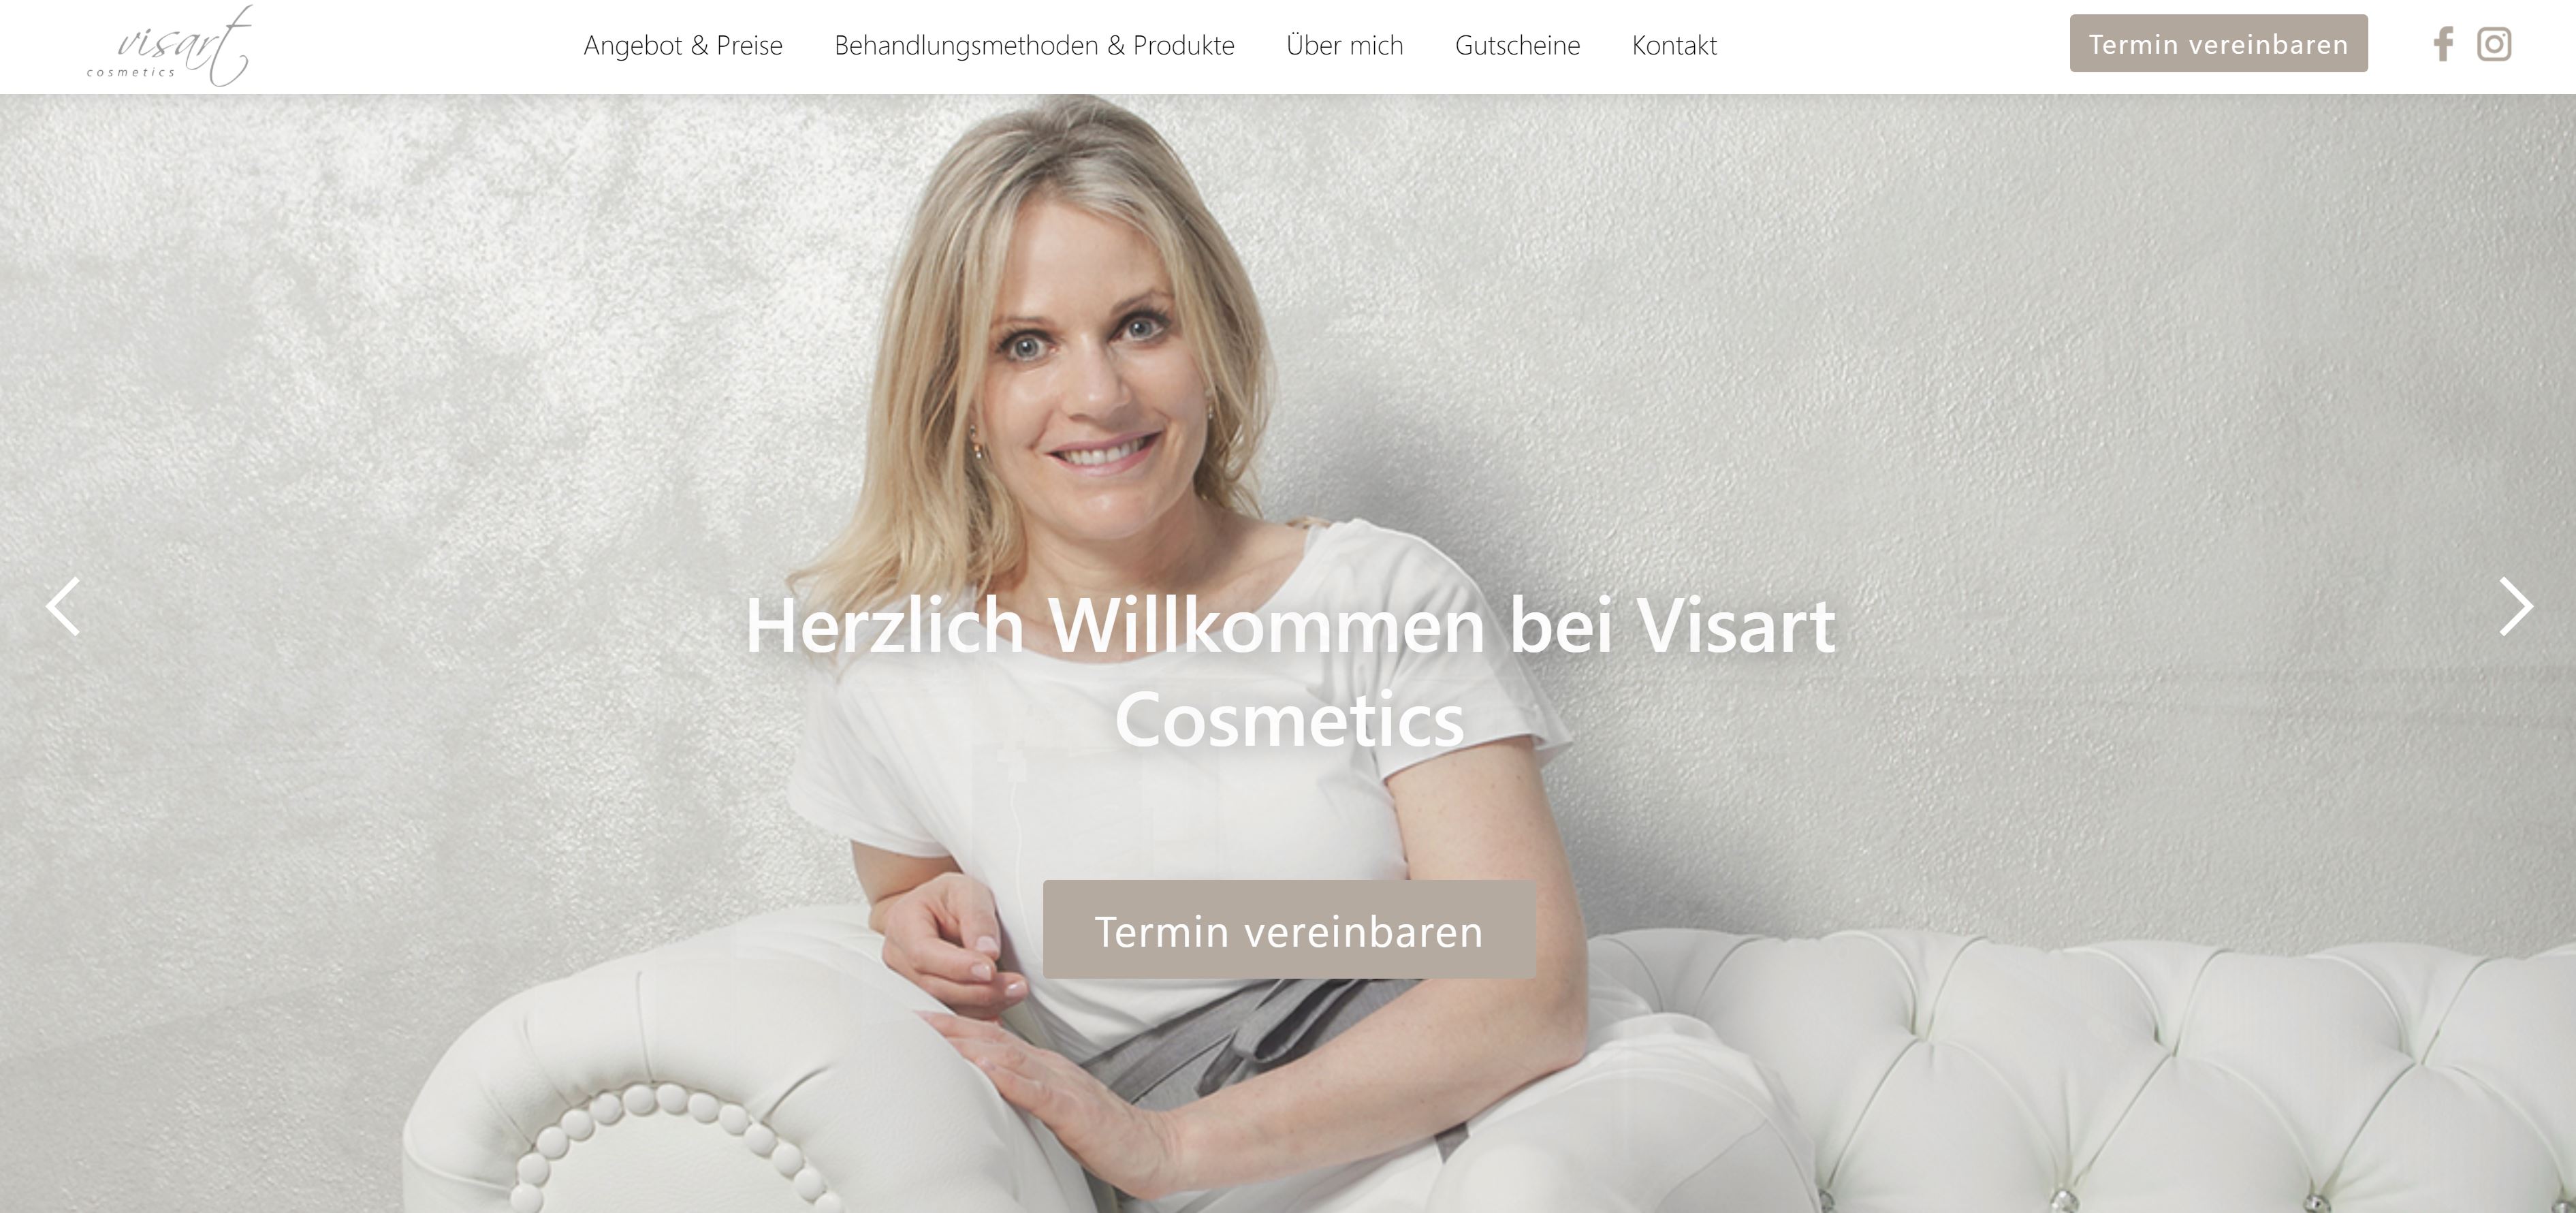 visart
cosmetics
Angebot & Preise
Behandlungsmethoden & Produkte
Über mich
Gutscheine
Kontakt
Termin vereinbaren
Herzlich Willkommen bei Visart
Cosmetics
Termin vereinbaren